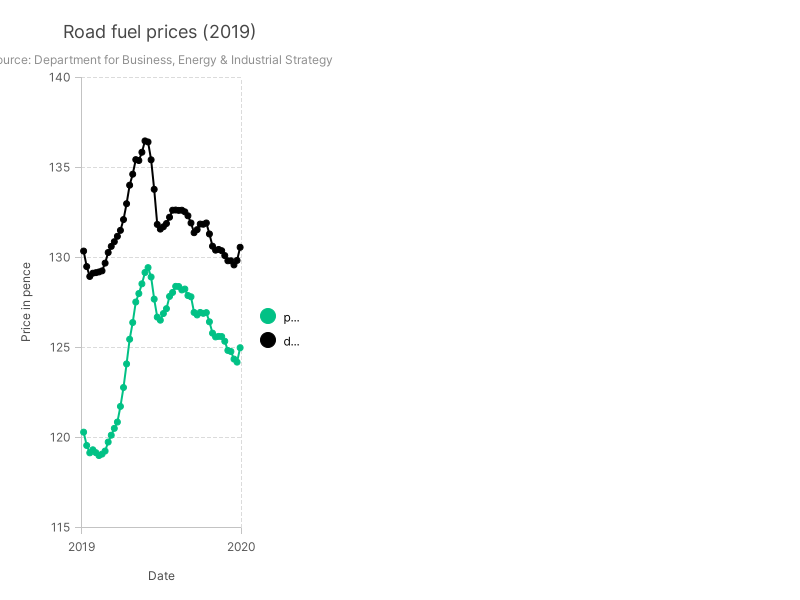 Road fuel prices (2019)
ource: Department for Business, Energy & Industrial Strategy
140
135
130
125
120
115
Price in pence
2019
2020
Date
p...
d...